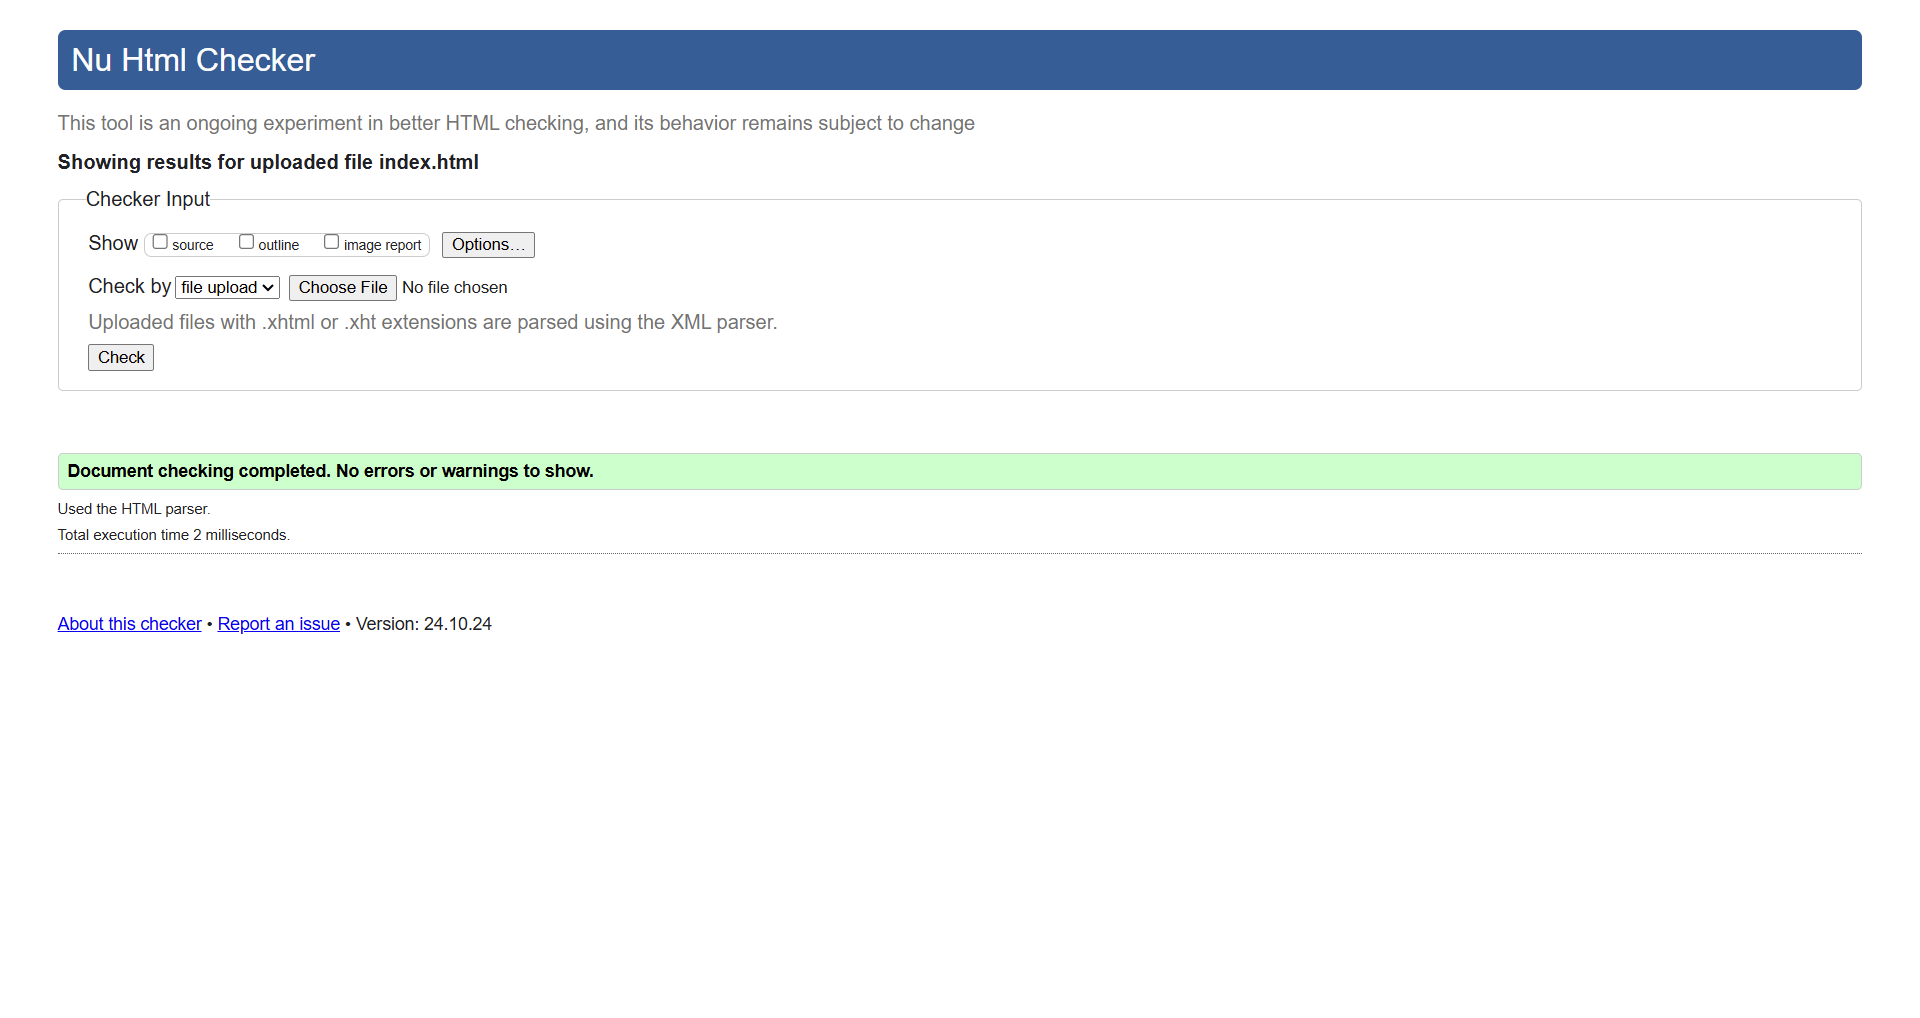 Nu Html Checker
This tool is an ongoing experiment in better HTML checking, and its behavior remains subject to change
Showing results for uploaded file index.html
Checker Input
Show source outline image report Options...
Check by file upload Choose File No file chosen
Uploaded files with .xhtml or .xht extensions are parsed using the XML parser.
Check
Document checking completed. No errors or warnings to show.
Used the HTML parser.
Total execution time 2 milliseconds.
About this checker • Report an issue • Version: 24.10.24